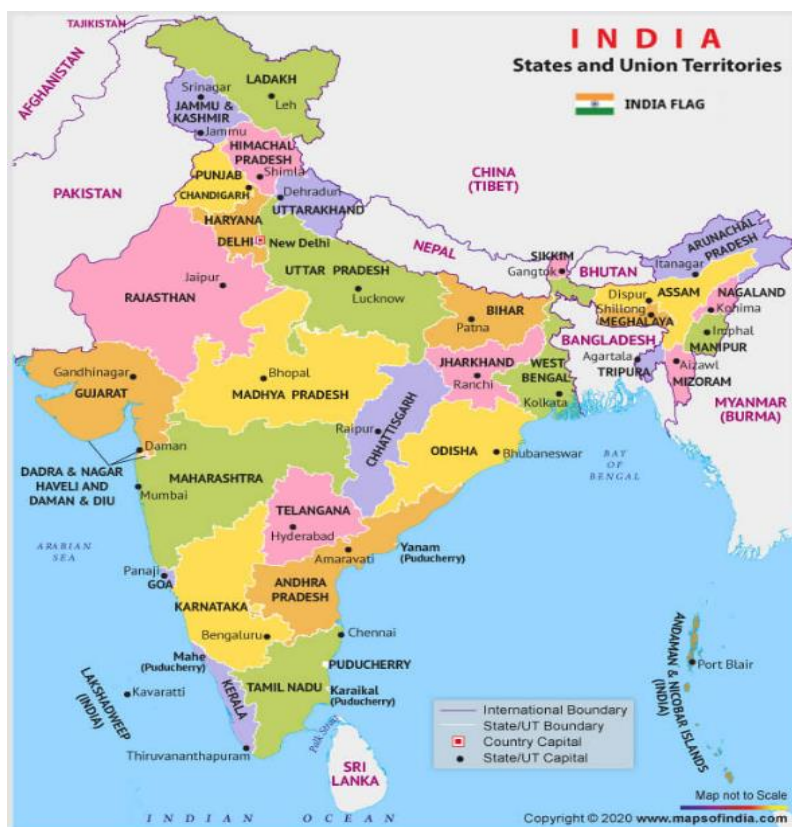 INDIA
States and Union Territories
INDIA FLAG
TAJIKISTAN
AFGHANISTAN
PAKISTAN
CHINA
(TIBET)
NEPAL
BHUTAN
BANGLADESH
MYANMAR
(BURMA)
SRI
LANKA
LADAKH
Leh
Srinagar
JAMMU &
KASHMIR
Jammu
HIMACHAL
PRADESH
Shimla
PUNJAB
CHANDIGARH
Dehradun
UTTARAKHAND
HARYANA
DELHI
New Delhi
Jaipur
RAJASTHAN
UTTAR PRADESH
Lucknow
BIHAR
Patna
SIKKIM
Gangtok
ARUNACHAL
PRADESH
Itanagar
ASSAM
Dispur
Shillong
MEGHALAYA
NAGALAND
Kohima
Imphal
MANIPUR
Agartala
TRIPURA
Aizawl
MIZORAM
Gandhinagar
GUJARAT
Bhopal
MADHYA PRADESH
JHARKHAND
Ranchi
WEST
BENGAL
Kolkata
Raipur
CHHATTISGARH
ODISHA
Bhubaneswar
BAY
OF
BENGAL
Daman
DADRA & NAGAR
HAVELI AND
DAMAN & DIU
Mumbai
MAHARASHTRA
TELANGANA
Hyderabad
ARABIAN
SEA
Amaravati
Yanam
(Puducherry)
Panaji
GOA
KARNATAKA
ANDHRA
PRADESH
Bengaluru
Chennai
Mahe
(Puducherry)
PUDUCHERRY
KERALA
TAMIL NADU
Karaikal
(Puducherry)
LAKSHADWEEP
(INDIA)
Kavaratti
Thiruvananthapuram
Palk Strait
ANDAMAN & NICOBAR ISLANDS
(INDIA)
Port Blair
International Boundary
State/UT Boundary
Country Capital
State/UT Capital
INDIAN OCEAN
Map not to Scale
Copyright © 2020 www.mapsofindia.com